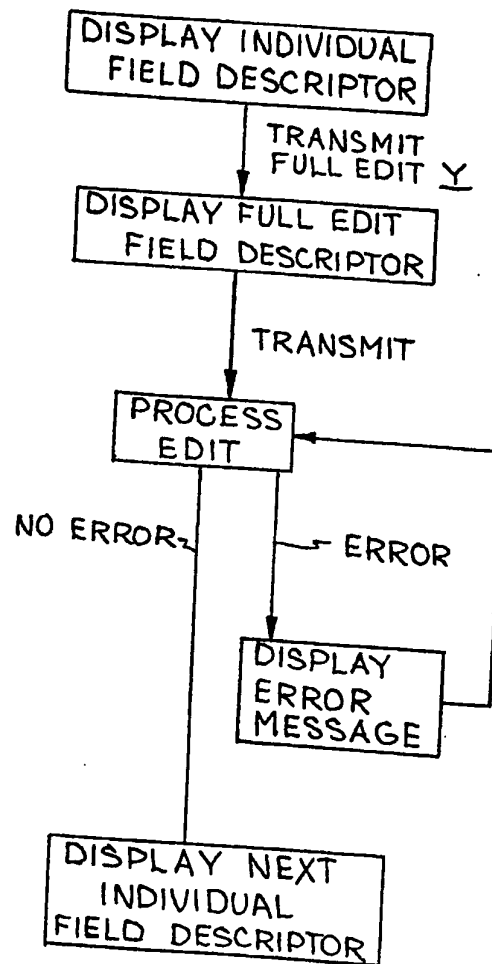 DISPLAY INDIVIDUAL
FIELD DESCRIPTOR
TRANSMIT
FULL EDIT Y
DISPLAY FULL EDIT
FIELD DESCRIPTOR
TRANSMIT
PROCESS
EDIT
NO ERROR
ERROR
DISPLAY
ERROR
MESSAGE
DISPLAY NEXT
INDIVIDUAL
FIELD DESCRIPTOR